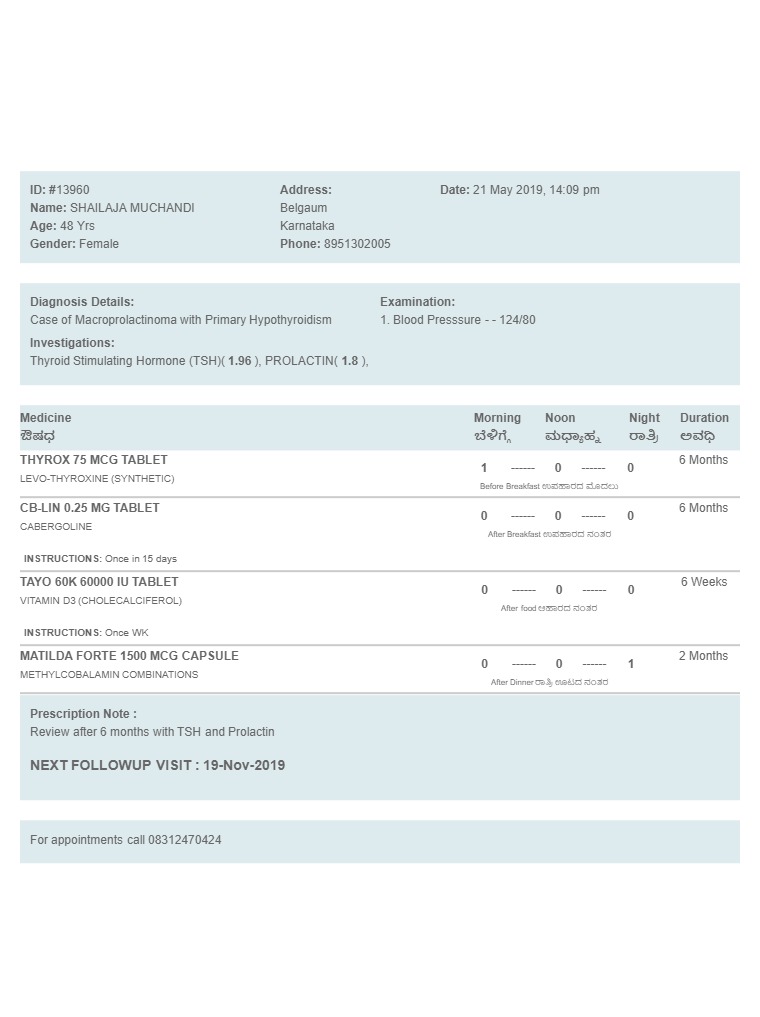 ID: #13960
Name: SHAILAJA MUCHANDI
Age: 48 Yrs
Gender: Female
Address:
Belgaum
Karnataka
Phone: 8951302005
Date: 21 May 2019, 14:09 pm
Diagnosis Details:
Case of Macroprolactinoma with Primary Hypothyroidism
Examination:
1. Blood Presssure - - 124/80
Investigations:
Thyroid Stimulating Hormone (TSH)( 1.96 ), PROLACTIN( 1.8 ),
Medicine Morning Noon Night Duration
ಔಷಧ ಬೆಳಿಗ್ಗೆ ಮಧ್ಯಾಹ್ನ ರಾತ್ರಿ ಅವಧಿ
THYROX 75 MCG TABLET 6 Months
1 ------ 0 ------ 0
LEVO-THYROXINE (SYNTHETIC)
Before Breakfast ಉಪಹಾರದ ಮೊದಲು
CB-LIN 0.25 MG TABLET 6 Months
0 ------ 0 ------ 0
CABERGOLINE
After Breakfast ಉಪಹಾರದ ನಂತರ
INSTRUCTIONS: Once in 15 days
TAYO 60K 60000 IU TABLET 6 Weeks
0 ------ 0 ------ 0
VITAMIN D3 (CHOLECALCIFEROL)
After food ಆಹಾರದ ನಂತರ
INSTRUCTIONS: Once WK
MATILDA FORTE 1500 MCG CAPSULE 2 Months
0 ------ 0 ------ 1
METHYLCOBALAMIN COMBINATIONS
After Dinner ರಾತ್ರಿ ಊಟದ ನಂತರ
Prescription Note :
Review after 6 months with TSH and Prolactin
NEXT FOLLOWUP VISIT : 19-Nov-2019
For appointments call 08312470424